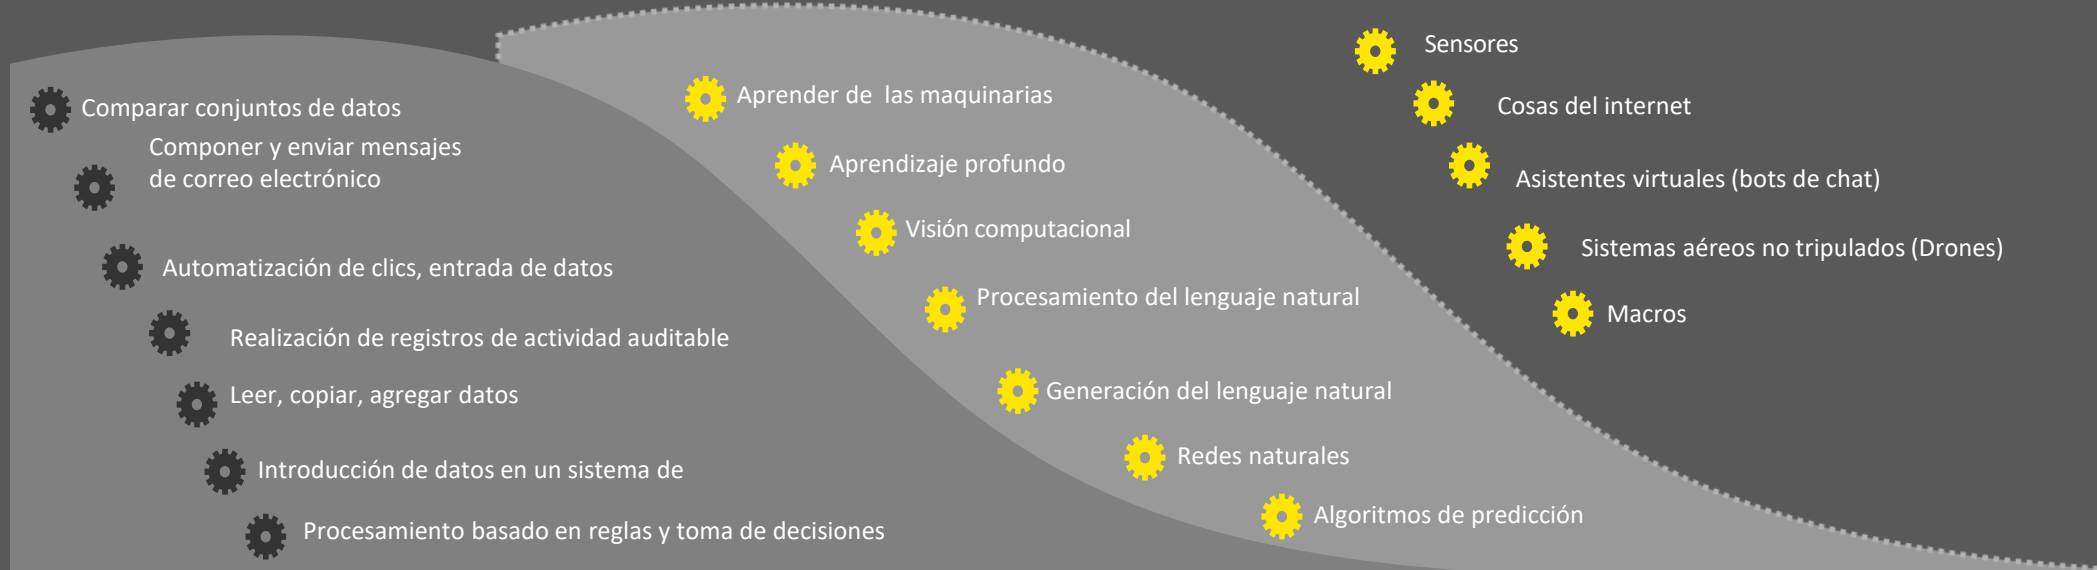 Comparar conjuntos de datos
Componer y enviar mensajes
de correo electrónico
Automatización de clics, entrada de datos
Realización de registros de actividad auditable
Leer, copiar, agregar datos
Introducción de datos en un sistema de
Procesamiento basado en reglas y toma de decisiones
Aprender de las maquinarias
Aprendizaje profundo
Visión computacional
Procesamiento del lenguaje natural
Generación del lenguaje natural
Redes naturales
Algoritmos de predicción
Sensores
Cosas del internet
Asistentes virtuales (bots de chat)
Sistemas aéreos no tripulados (Drones)
Macros